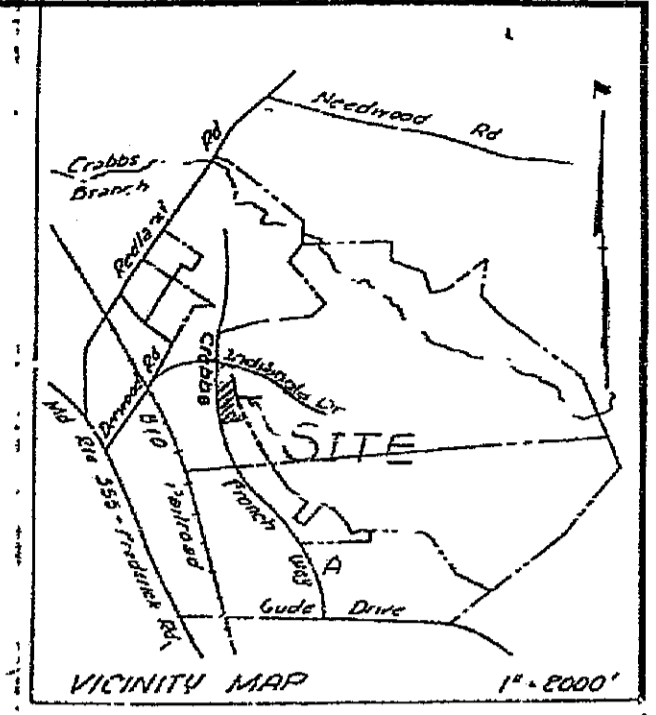 Needwood Rd
Crabbs
Branch
Redland Rd
Crabbs Branch Way
Indianola Dr
Derwood Rd
B&O Railroad
Md Rte 355 - Frederick Rd.
SITE
A
Gude Drive
VICINITY MAP
1" = 2000'